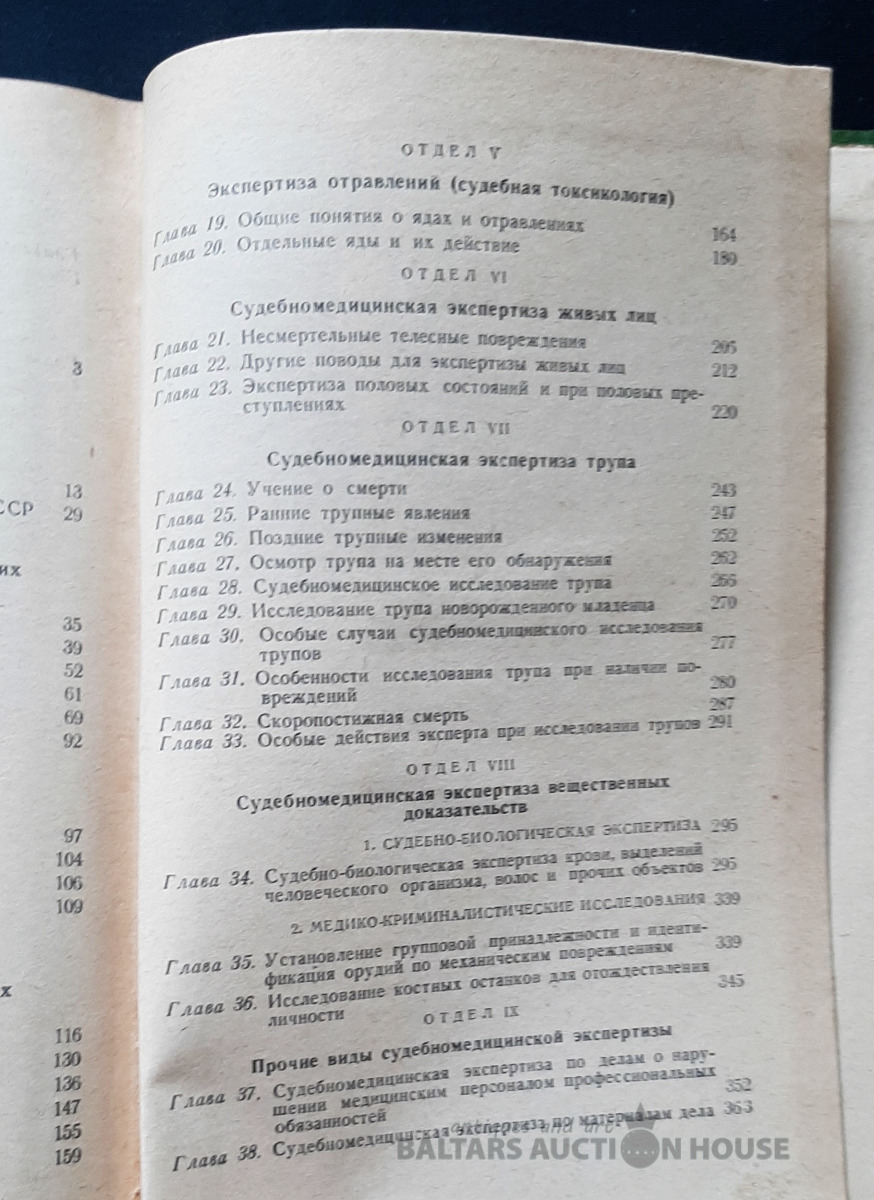 3
13
ССР 29
их
35
39
52
61
69
92
97
104
106
109
х
116
130
136
147
155
159
ОТДЕЛ V
Экспертиза отравлений (судебная токсикология)
Глава 19. Общие понятия о ядах и отравлениях 164
Глава 20. Отдельные яды и их действие 180
ОТДЕЛ VI
Судебномедицинская экспертиза живых лиц
Глава 21. Несмертельные телесные повреждения 205
Глава 22. Другие поводы для экспертизы живых лиц 212
Глава 23. Экспертиза половых состояний и при половых пре-
ступлениях 220
ОТДЕЛ VII
Судебномедицинская экспертиза трупа
Глава 24. Учение о смерти 243
Глава 25. Ранние трупные явления 247
Глава 26. Поздние трупные изменения 252
Глава 27. Осмотр трупа на месте его обнаружения 262
Глава 28. Судебномедицинское исследование трупа 266
Глава 29. Исследование трупа новорожденного младенца 270
Глава 30. Особые случаи судебномедицинского исследования
трупов 277
Глава 31. Особенности исследования трупа при наличии по-
вреждений 280
Глава 32. Скоропостижная смерть 287
Глава 33. Особые действия эксперта при исследовании трупов 291
ОТДЕЛ VIII
Судебномедицинская экспертиза вещественных
доказательств
1. СУДЕБНО-БИОЛОГИЧЕСКАЯ ЭКСПЕРТИЗА 295
Глава 34. Судебно-биологическая экспертиза крови, выделений
человеческого организма, волос и прочих объектов 295
2. МЕДИКО-КРИМИНАЛИСТИЧЕСКИЕ ИССЛЕДОВАНИЯ 339
Глава 35. Установление групповой принадлежности и иденти-
фикация орудий по механическим повреждениям 339
Глава 36. Исследование костных останков для отождествления
личности 345
ОТДЕЛ IX
Прочие виды судебномедицинской экспертизы
Глава 37. Судебномедицинская экспертиза по делам о нару-
шении медицинским персоналом профессиональных
обязанностей 352
Глава 38. Судебномедицинская экспертиза по материалам дела 363
antiques and art
BALTARS AUCTION HOUSE